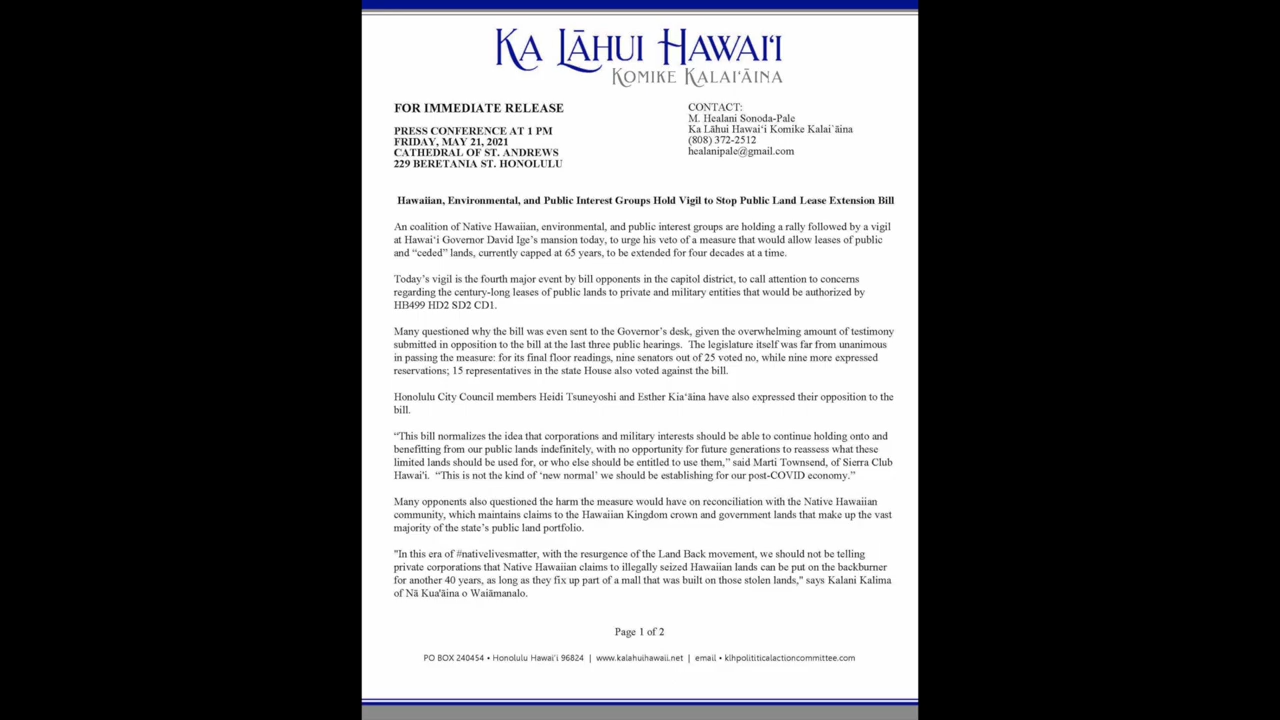 KA LĀHUI HAWAI‘I
KOMIKE KALAI‘ĀINA
FOR IMMEDIATE RELEASE
PRESS CONFERENCE AT 1 PM
FRIDAY, MAY 21, 2021
CATHEDRAL OF ST. ANDREWS
229 BERETANIA ST. HONOLULU
CONTACT:
M. Healani Sonoda-Pale
Ka Lāhui Hawai‘i Komike Kalai`āina
(808) 372-2512
healanipale@gmail.com
Hawaiian, Environmental, and Public Interest Groups Hold Vigil to Stop Public Land Lease Extension Bill
An coalition of Native Hawaiian, environmental, and public interest groups are holding a rally followed by a vigil
at Hawai‘i Governor David Ige’s mansion today, to urge his veto of a measure that would allow leases of public
and “ceded” lands, currently capped at 65 years, to be extended for four decades at a time.
Today’s vigil is the fourth major event by bill opponents in the capitol district, to call attention to concerns
regarding the century-long leases of public lands to private and military entities that would be authorized by
HB499 HD2 SD2 CD1.
Many questioned why the bill was even sent to the Governor’s desk, given the overwhelming amount of testimony
submitted in opposition to the bill at the last three public hearings.  The legislature itself was far from unanimous
in passing the measure: for its final floor readings, nine senators out of 25 voted no, while nine more expressed
reservations; 15 representatives in the state House also voted against the bill.
Honolulu City Council members Heidi Tsuneyoshi and Esther Kia‘āina have also expressed their opposition to the
bill.
“This bill normalizes the idea that corporations and military interests should be able to continue holding onto and
benefitting from our public lands indefinitely, with no opportunity for future generations to reassess what these
limited lands should be used for, or who else should be entitled to use them,” said Marti Townsend, of Sierra Club
Hawai'i.  “This is not the kind of ‘new normal’ we should be establishing for our post-COVID economy.”
Many opponents also questioned the harm the measure would have on reconciliation with the Native Hawaiian
community, which maintains claims to the Hawaiian Kingdom crown and government lands that make up the vast
majority of the state’s public land portfolio.
"In this era of #nativelivesmatter, with the resurgence of the Land Back movement, we should not be telling
private corporations that Native Hawaiian claims to illegally seized Hawaiian lands can be put on the backburner
for another 40 years, as long as they fix up part of a mall that was built on those stolen lands," says Kalani Kalima
of Nā Kua'āina o Waiāmanalo.
Page 1 of 2
PO BOX 240454 • Honolulu Hawai‘i 96824 | www.kalahuihawaii.net | email • klhpolititicalactioncommittee.com